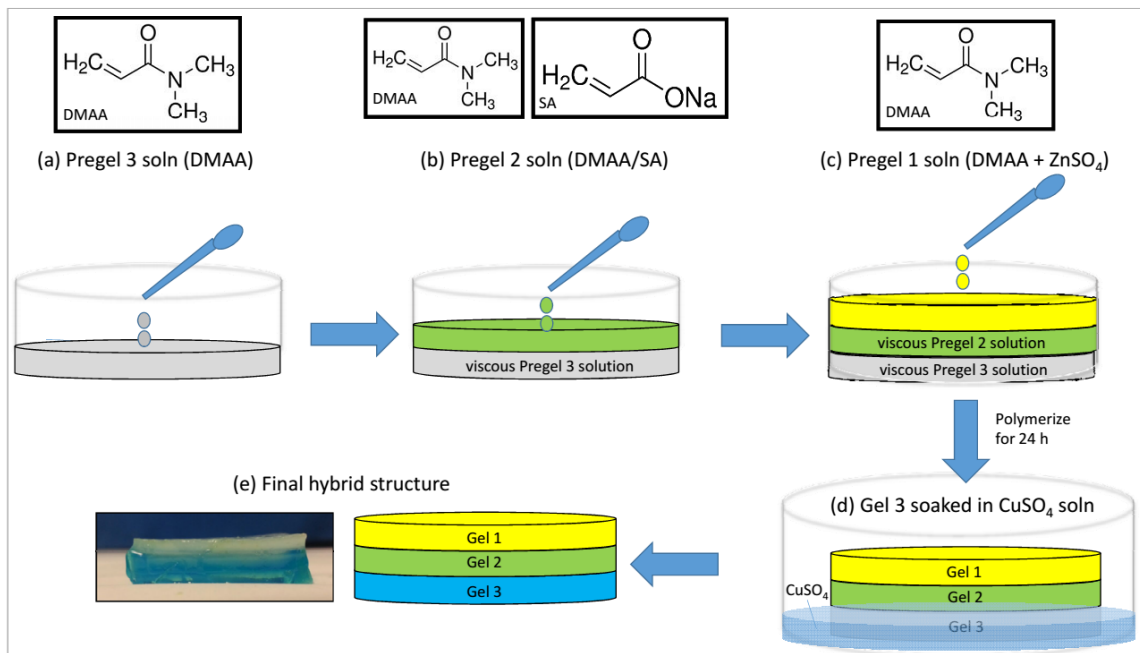 H₂C
O
N
CH₃
CH₃
DMAA
H₂C
O
N
CH₃
CH₃
DMAA
H₂C
O
ONa
SA
H₂C
O
N
CH₃
CH₃
DMAA
(a) Pregel 3 soln (DMAA)
(b) Pregel 2 soln (DMAA/SA)
(c) Pregel 1 soln (DMAA + ZnSO₄)
viscous Pregel 3 solution
viscous Pregel 2 solution
viscous Pregel 3 solution
Polymerize
for 24 h
(d) Gel 3 soaked in CuSO₄ soln
Gel 1
Gel 2
CuSO₄
Gel 3
(e) Final hybrid structure
Gel 1
Gel 2
Gel 3